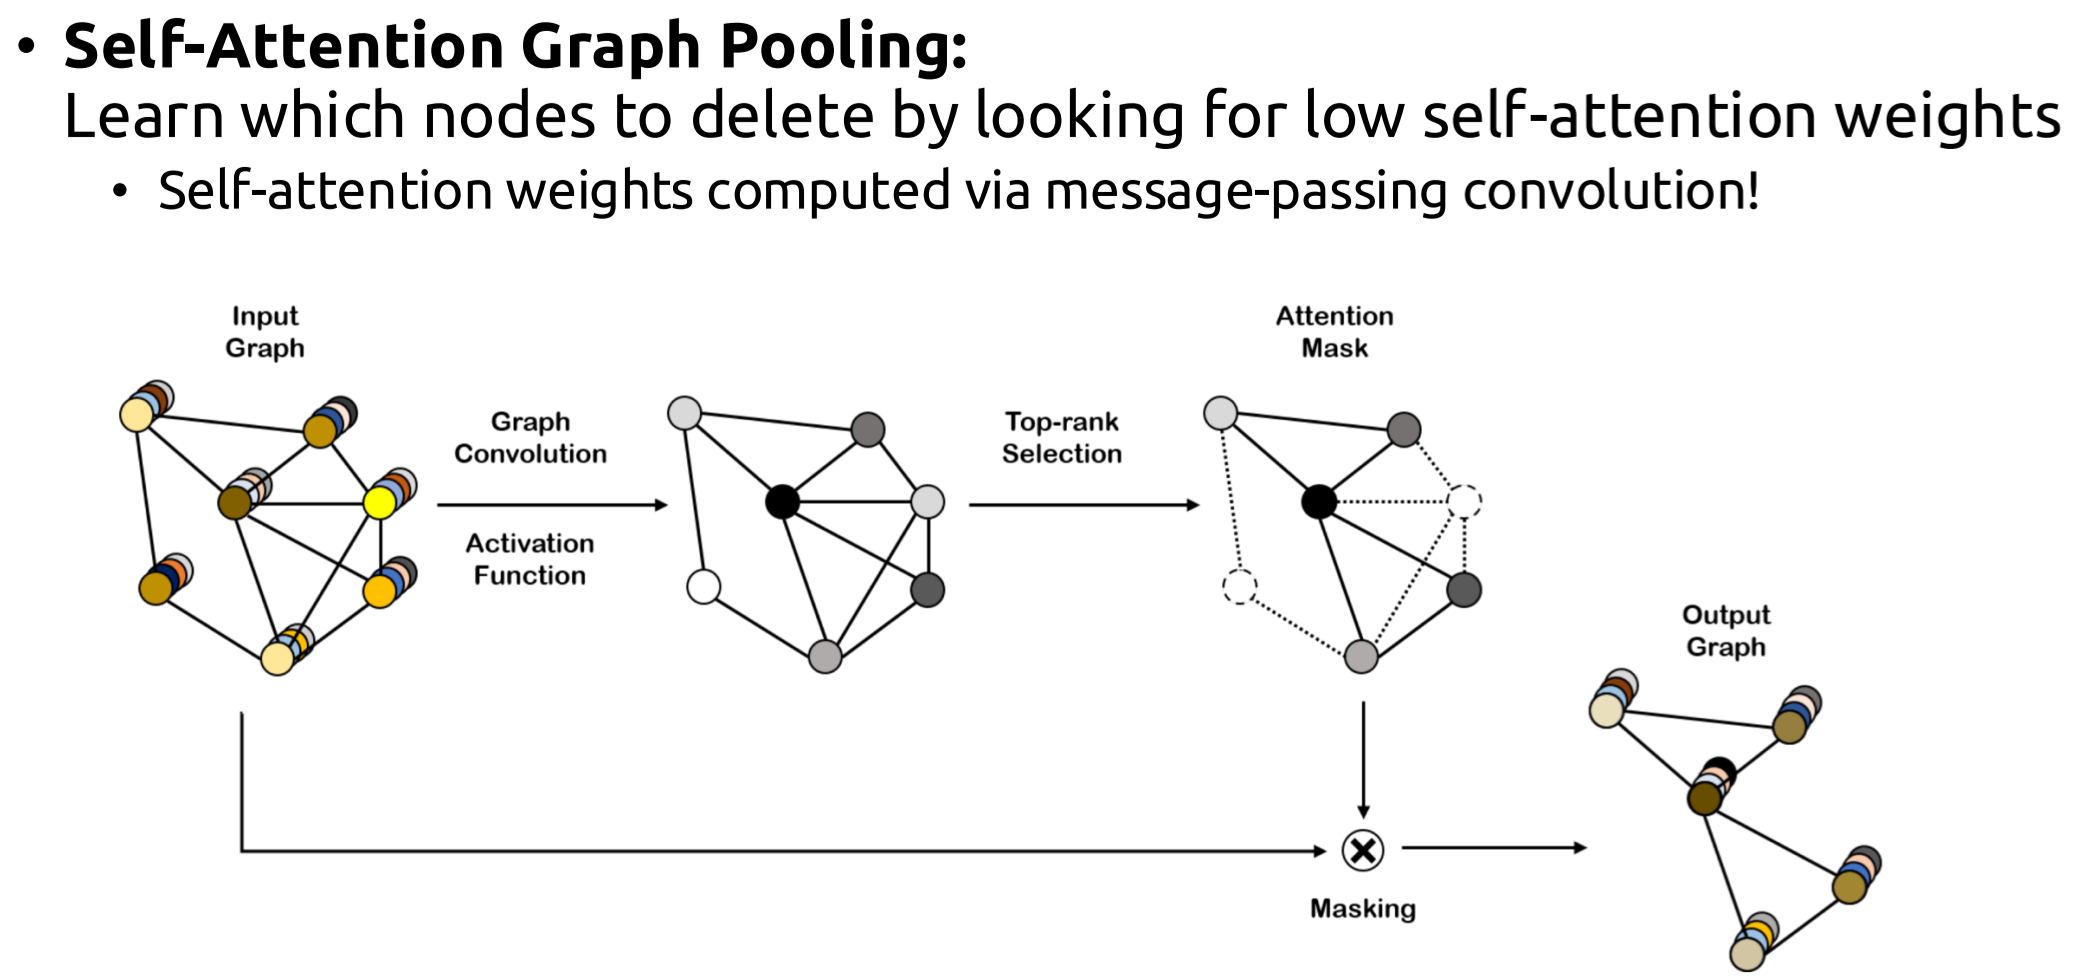 • Self-Attention Graph Pooling:
Learn which nodes to delete by looking for low self-attention weights
• Self-attention weights computed via message-passing convolution!
Input
Graph
Graph
Convolution
Activation
Function
Top-rank
Selection
Attention
Mask
Output
Graph
Masking